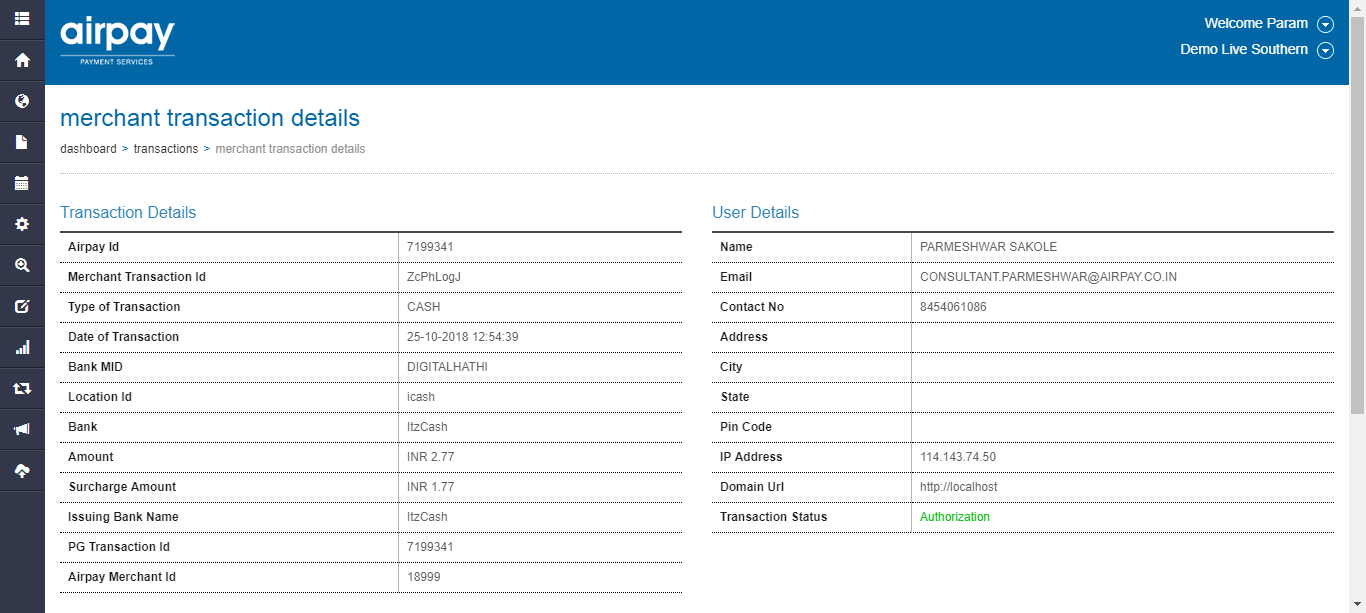 airpay
PAYMENT SERVICES
Welcome Param
Demo Live Southern
merchant transaction details
dashboard > transactions > merchant transaction details
Transaction Details
Airpay Id 7199341
Merchant Transaction Id ZcPhLogJ
Type of Transaction CASH
Date of Transaction 25-10-2018 12:54:39
Bank MID DIGITALHATHI
Location Id icash
Bank ItzCash
Amount INR 2.77
Surcharge Amount INR 1.77
Issuing Bank Name ItzCash
PG Transaction Id 7199341
Airpay Merchant Id 18999
User Details
Name PARMESHWAR SAKOLE
Email CONSULTANT.PARMESHWAR@AIRPAY.CO.IN
Contact No 8454061086
Address
City
State
Pin Code
IP Address 114.143.74.50
Domain Url http://localhost
Transaction Status Authorization